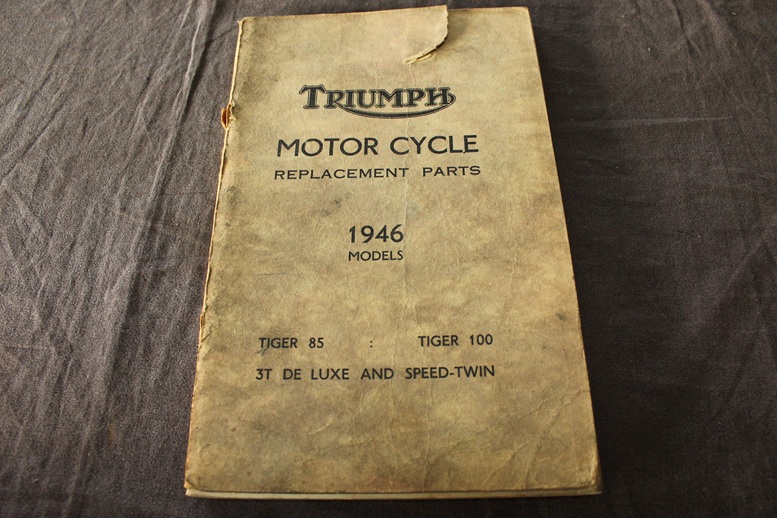 TRIUMPH
MOTOR CYCLE
REPLACEMENT PARTS
1946
MODELS
TIGER 85 : TIGER 100
3T DE LUXE AND SPEED-TWIN